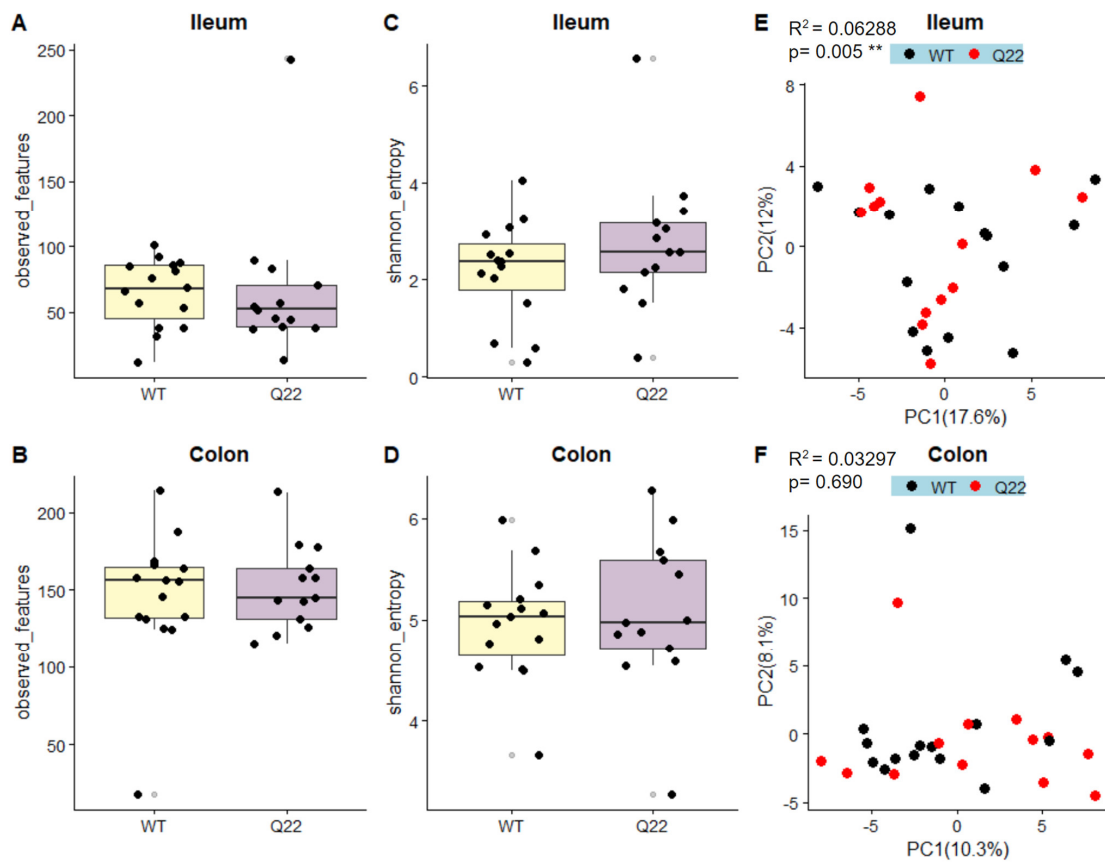 A
Ileum
observed_features
250
200
150
100
50
WT
Q22
C
Ileum
shannon_entropy
6
4
2
0
WT
Q22
E
R² = 0.06288
Ileum
p= 0.005 **
WT
Q22
PC2(12%)
8
4
0
-4
-5
0
5
PC1(17.6%)
B
Colon
observed_features
200
150
100
50
WT
Q22
D
Colon
shannon_entropy
6
5
4
WT
Q22
F
R² = 0.03297
Colon
p= 0.690
WT
Q22
PC2(8.1%)
15
10
5
0
-5
-5
0
5
PC1(10.3%)